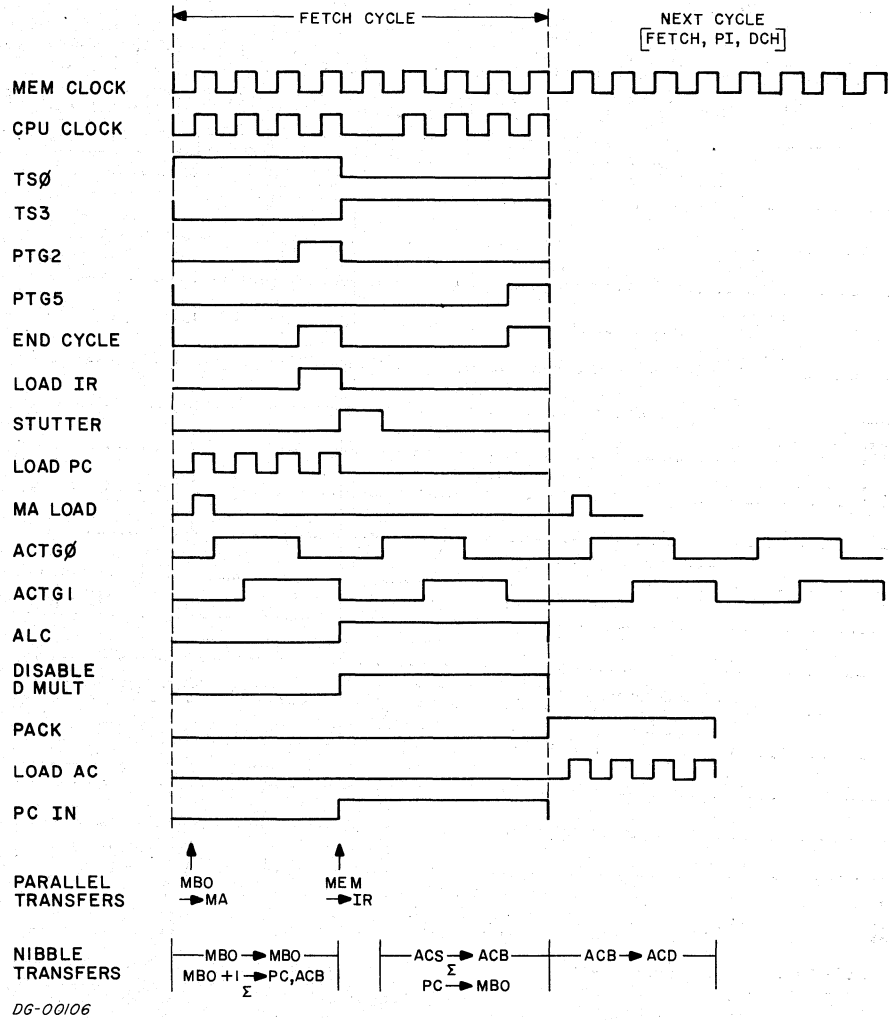 FETCH CYCLE
NEXT CYCLE
[FETCH, PI, DCH]
MEM CLOCK
CPU CLOCK
TSØ
TS3
PTG2
PTG5
END CYCLE
LOAD IR
STUTTER
LOAD PC
MA LOAD
ACTGØ
ACTG1
ALC
DISABLE
D MULT
PACK
LOAD AC
PC IN
PARALLEL
TRANSFERS
MBO
→MA
MEM
→IR
NIBBLE
TRANSFERS
MBO → MBO
MBO +1 → PC,ACB
Σ
ACS → ACB
Σ
PC → MBO
ACB → ACD
DG-00106